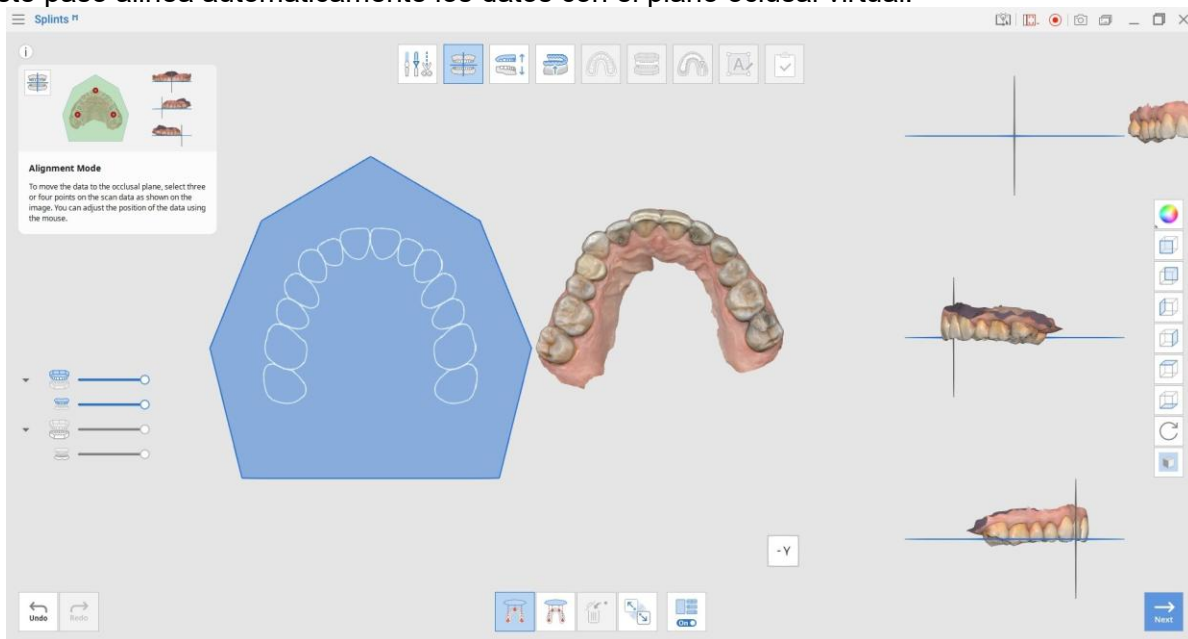 este paso alinea automáticamente los datos con el plano oclusal virtual.
Splints
Alignment Mode
To move the data to the occlusal plane, select three
or four points on the scan data as shown on the
image. You can adjust the position of the data using
the mouse.
- Y
Undo
Redo
On
Next